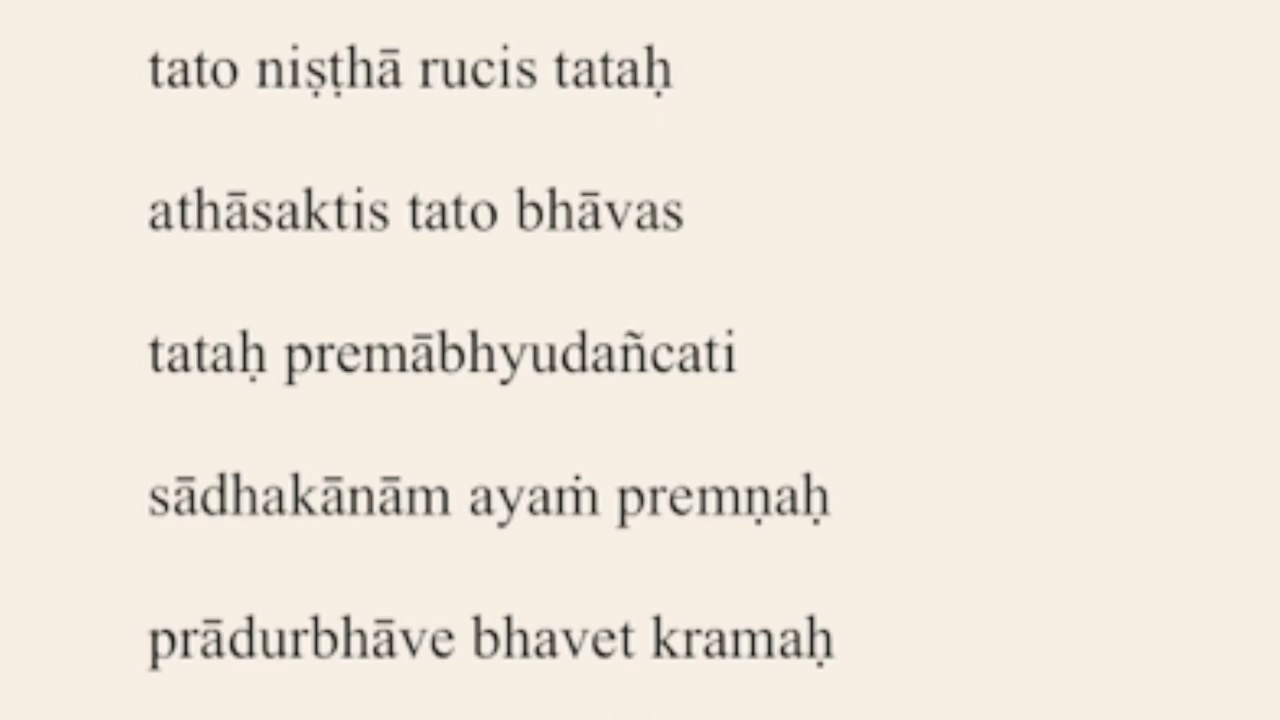 tato niṣṭhā rucis tataḥ
athāsaktis tato bhāvas
tataḥ premābhyudañcati
sādhakānām ayaṁ premṇaḥ
prādurbhāve bhavet kramaḥ